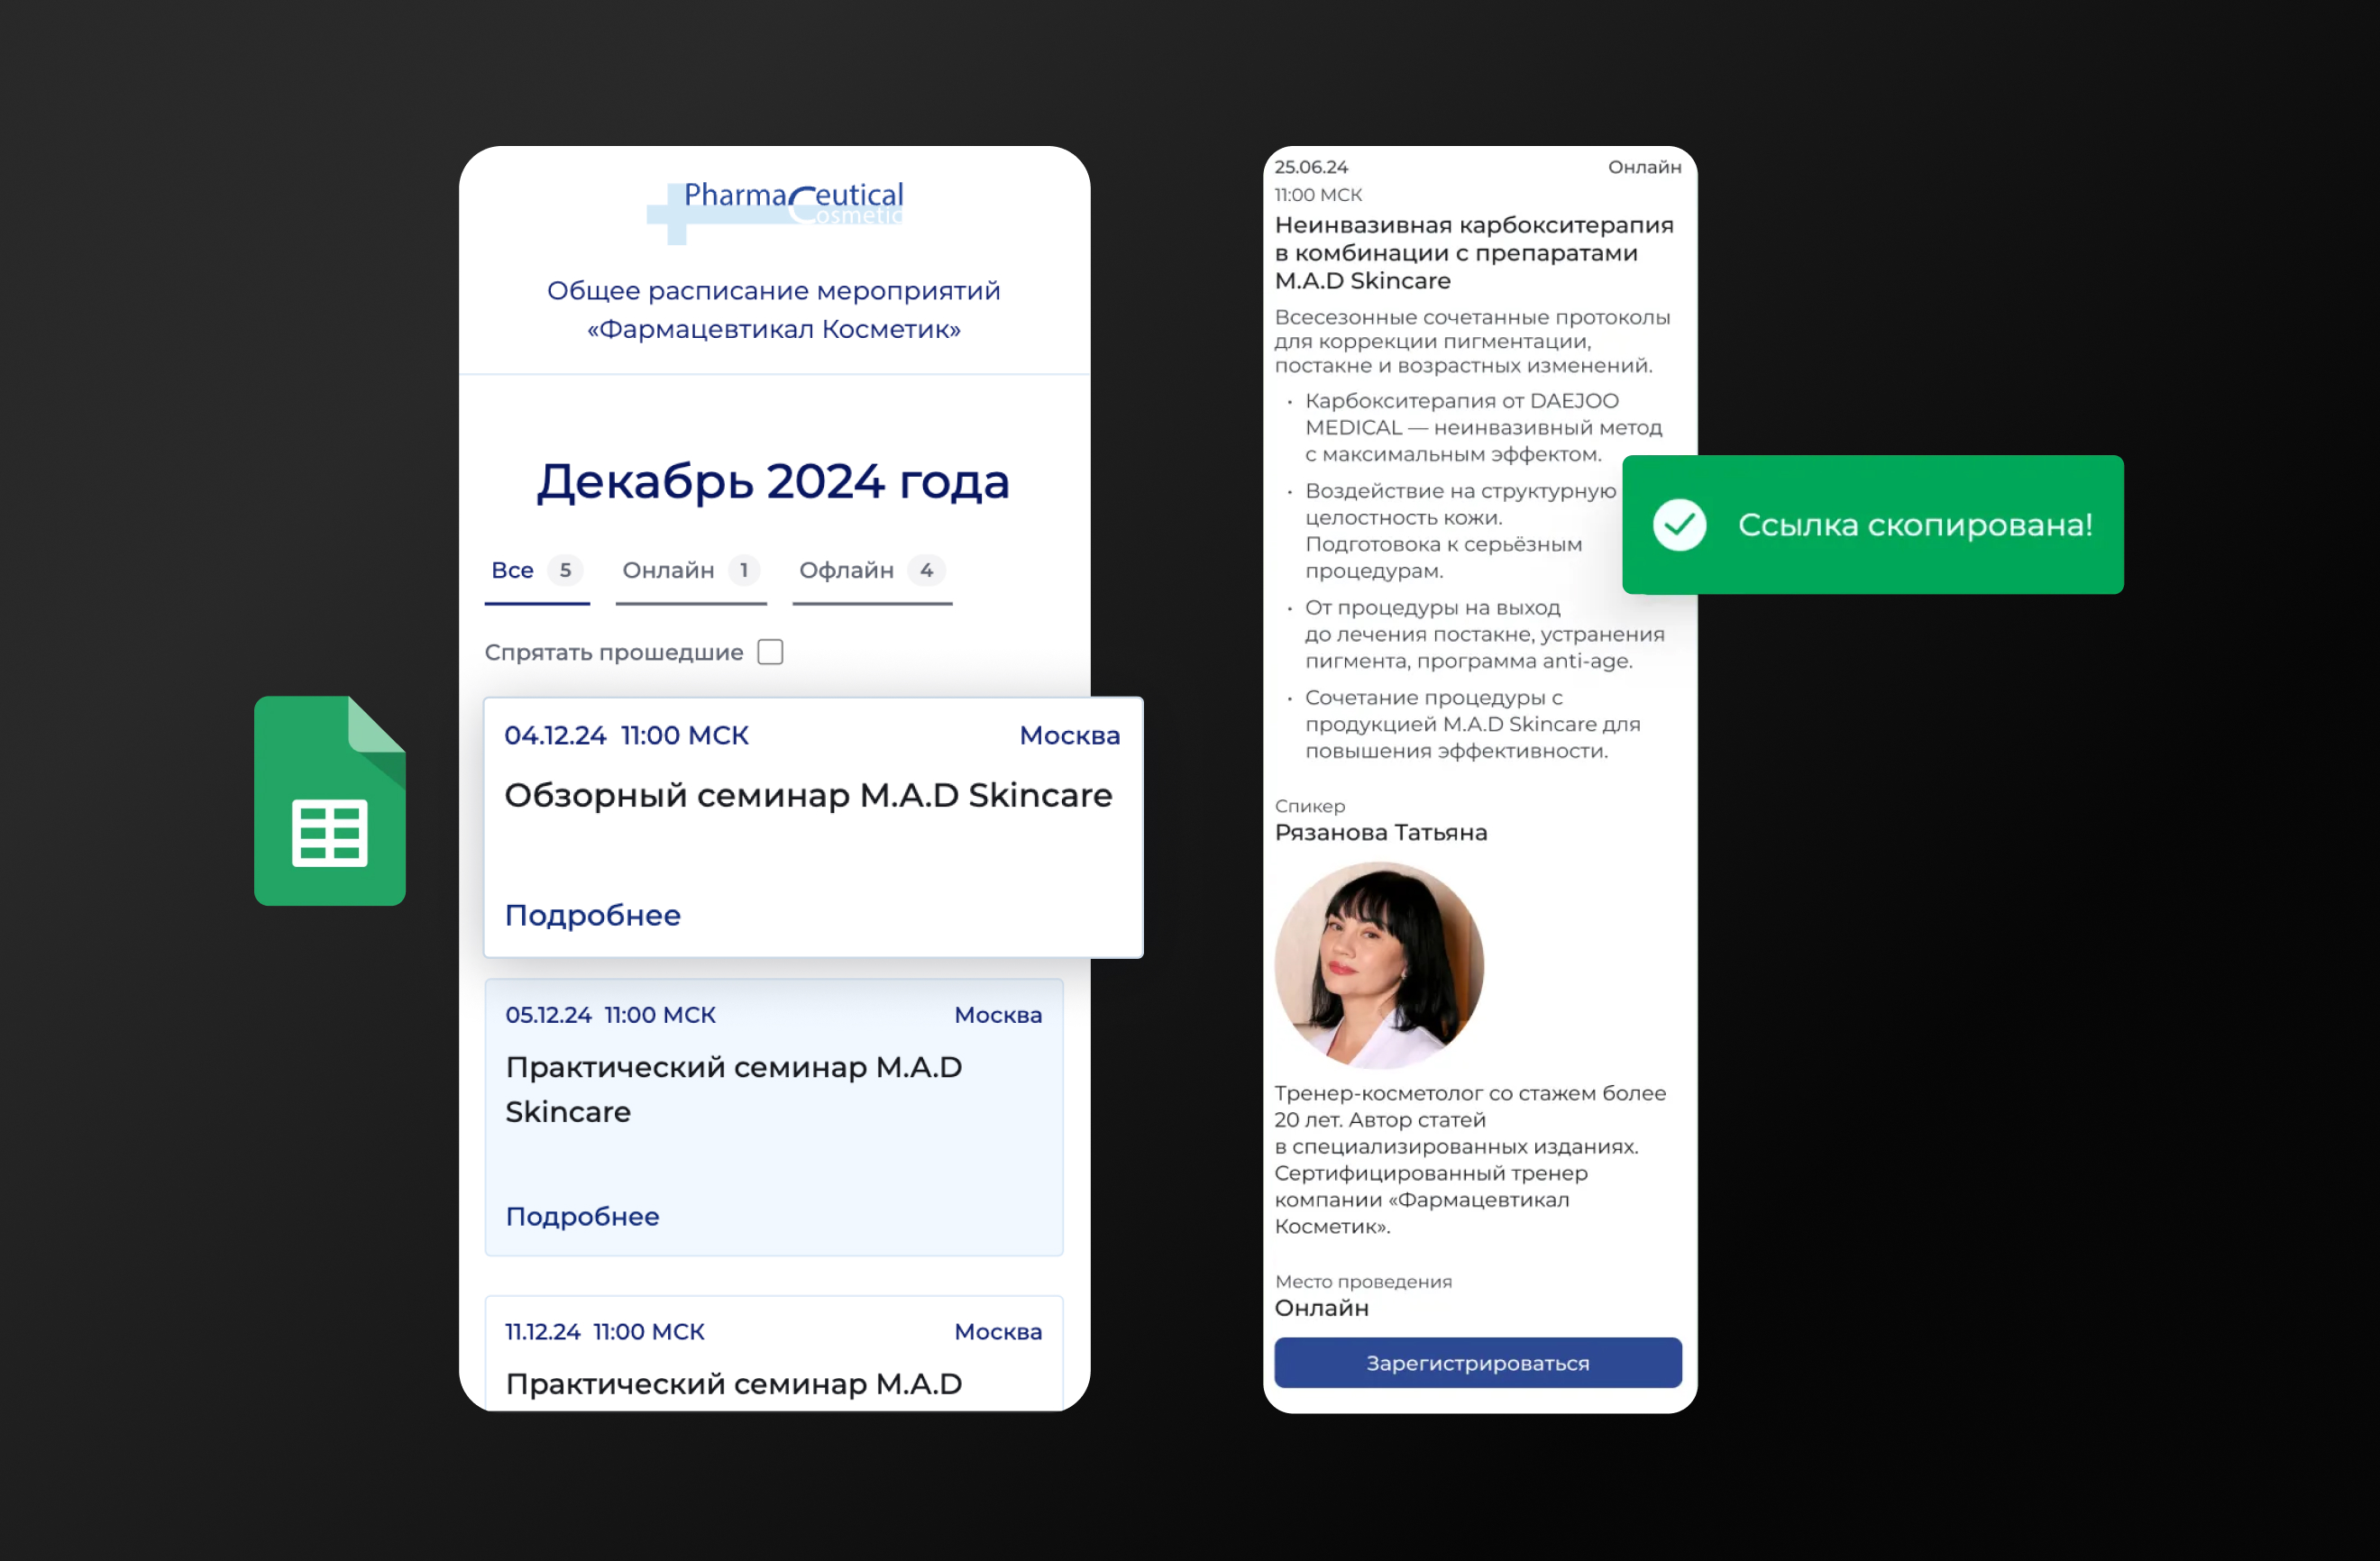 PharmaCeutical
Cosmetic
Общее расписание мероприятий
«Фармацевтикал Косметик»
Декабрь 2024 года
Все 5 Онлайн 1 Офлайн 4
Спрятать прошедшие
04.12.24 11:00 МСК Москва
Обзорный семинар M.A.D Skincare
Подробнее
05.12.24 11:00 МСК Москва
Практический семинар M.A.D
Skincare
Подробнее
11.12.24 11:00 МСК Москва
Практический семинар M.A.D
25.06.24 Онлайн
11:00 МСК
Неинвазивная карбокситерапия
в комбинации с препаратами
M.A.D Skincare
Всесезонные сочетанные протоколы
для коррекции пигментации,
постакне и возрастных изменений.
• Карбокситерапия от DAEJOO
MEDICAL — неинвазивный метод
с максимальным эффектом.
• Воздействие на структурную
целостность кожи.
Подготовока к серьёзным
процедурам.
• От процедуры на выход
до лечения постакне, устранения
пигмента, программа anti-age.
• Сочетание процедуры с
продукцией M.A.D Skincare для
повышения эффективности.
Спикер
Рязанова Татьяна
Тренер-косметолог со стажем более
20 лет. Автор статей
в специализированных изданиях.
Сертифицированный тренер
компании «Фармацевтикал
Косметик».
Место проведения
Онлайн
Зарегистрироваться
Ссылка скопирована!